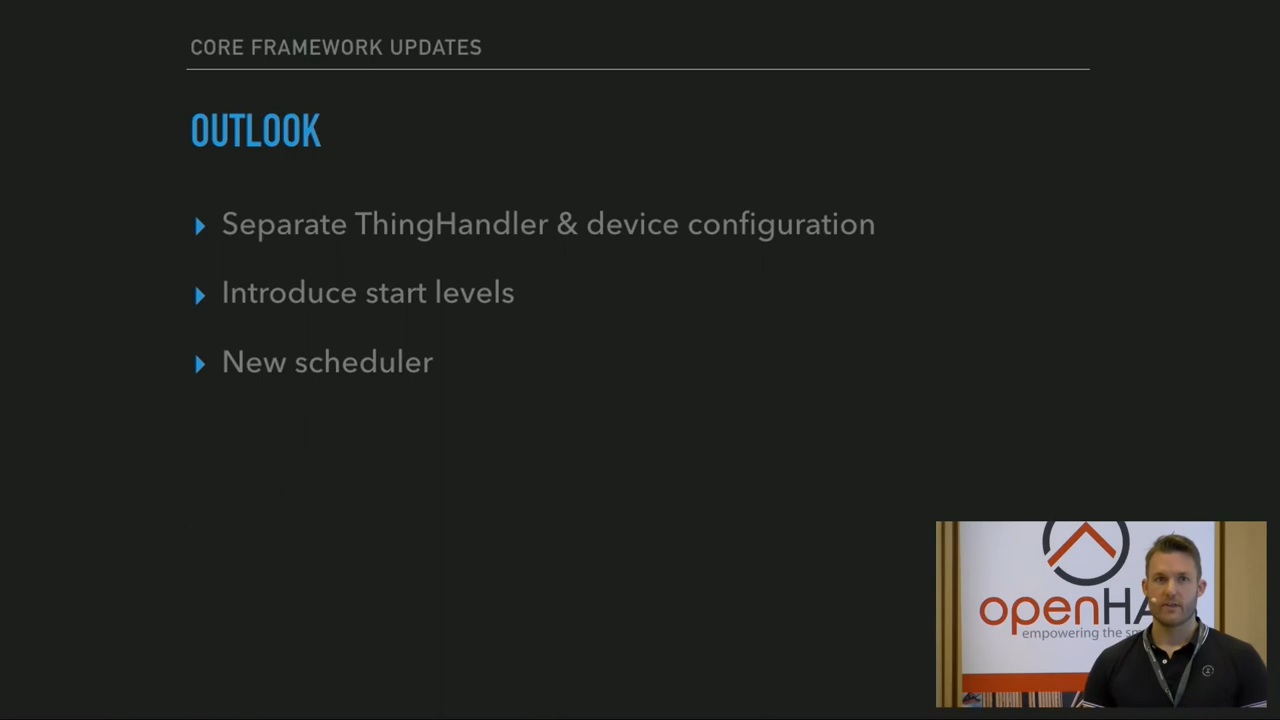 CORE FRAMEWORK UPDATES
OUTLOOK
Separate ThingHandler & device configuration
Introduce start levels
New scheduler
openHA
empowering the